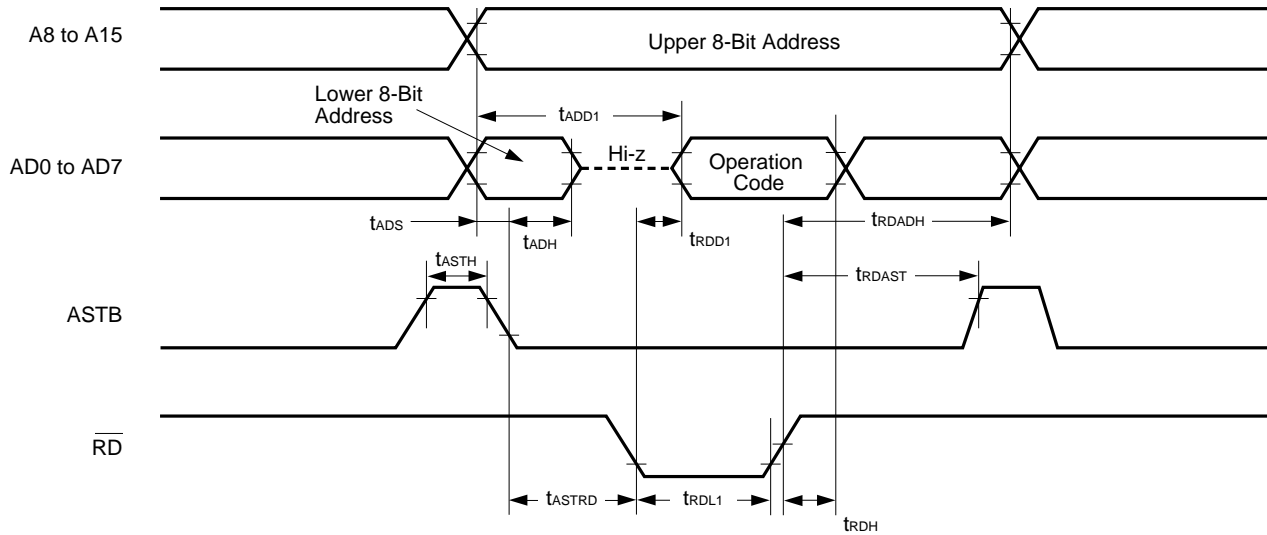 A8 to A15
Upper 8-Bit Address
Lower 8-Bit
Address
tADD1
AD0 to AD7
Hi-z
Operation
Code
tADS
tADH
tRDD1
tRDADH
tASTH
tRDAST
ASTB
RD
tASTRD
tRDL1
tRDH